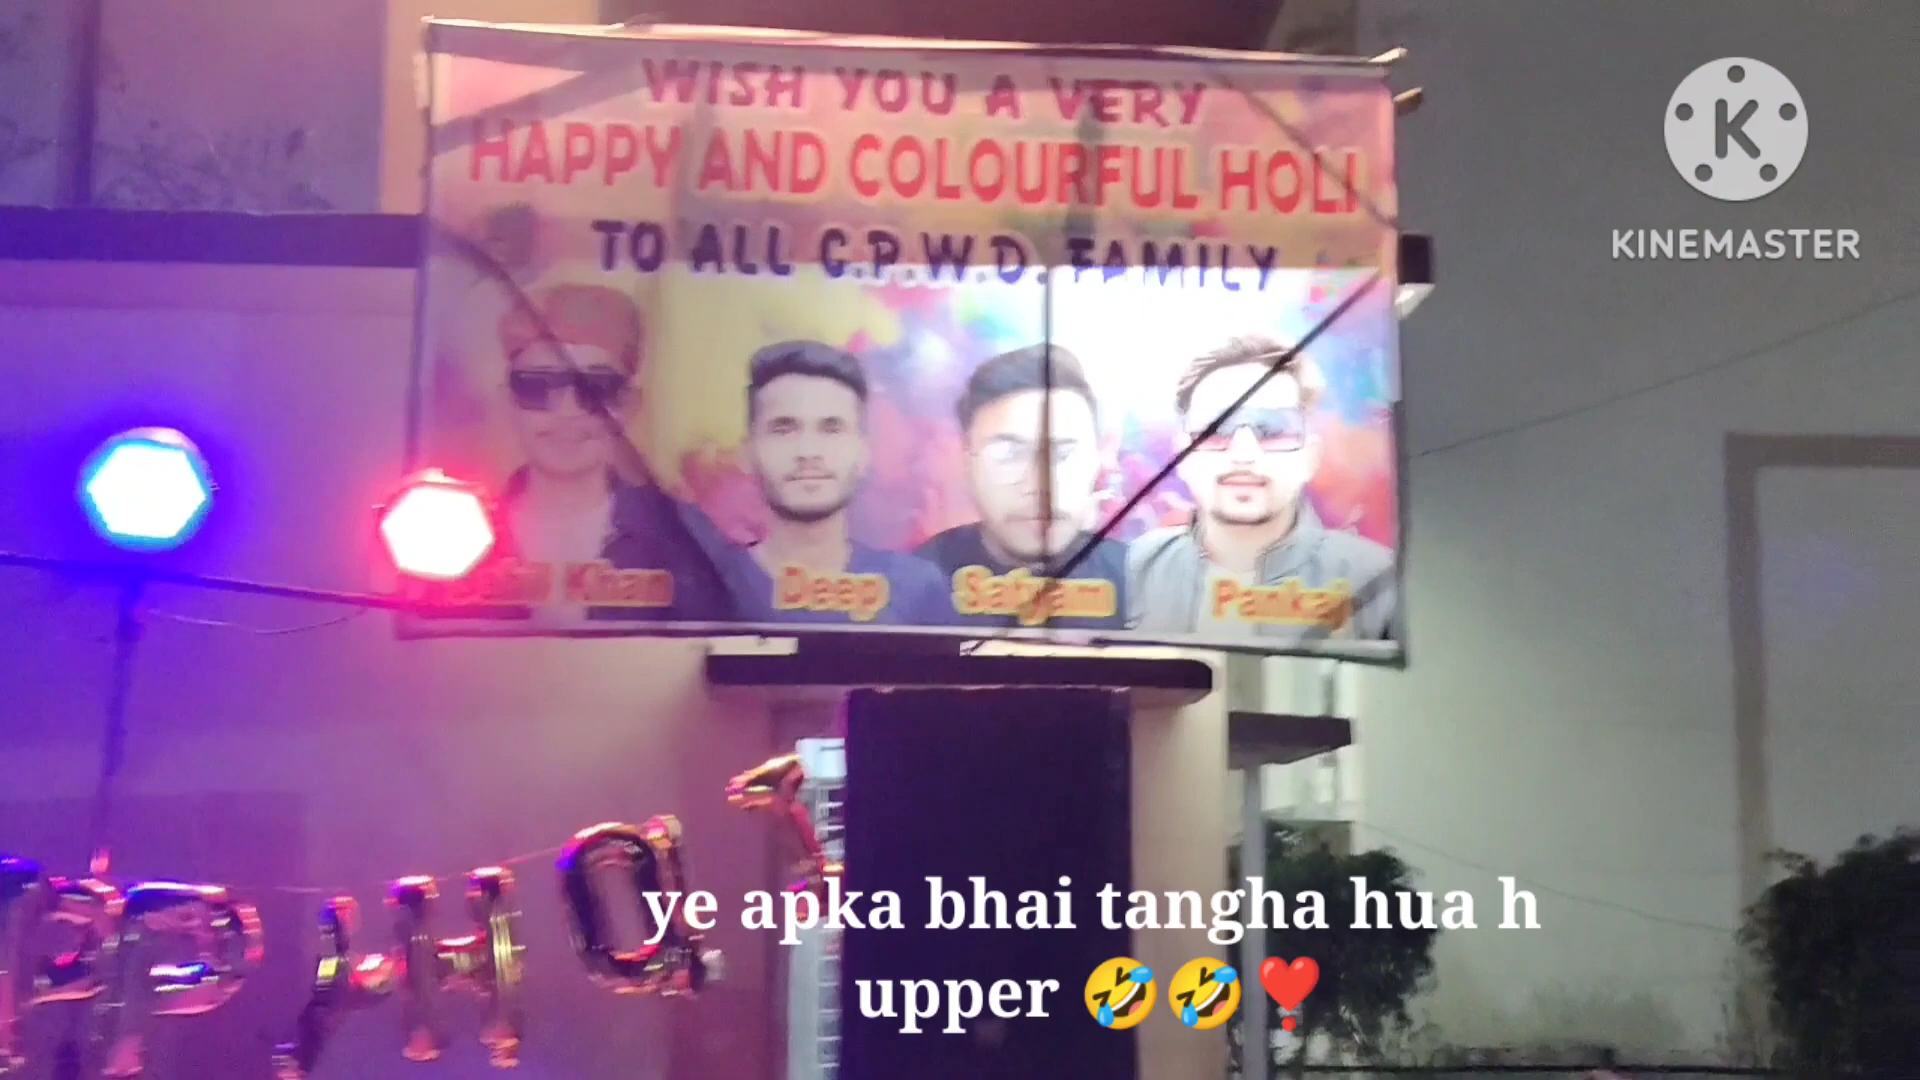 WISH YOU A VERY
HAPPY AND COLOURFUL HOLI
TO ALL C.P.W.D. FAMILY
Khan
Deep
Satyam
Pankaj
KINEMASTER
ye apka bhai tangha hua h
upper 🤣🤣❣️